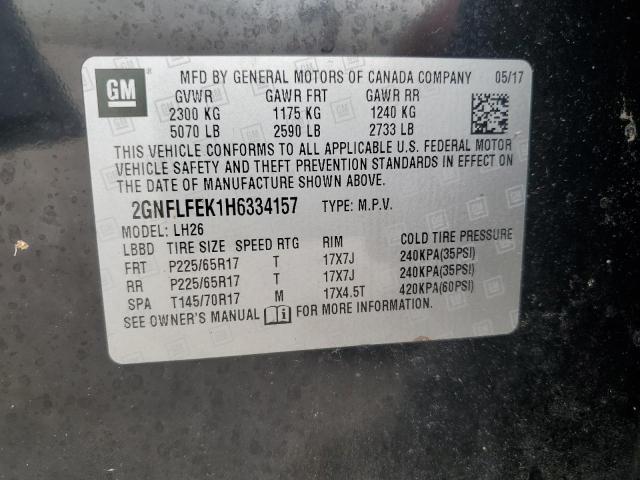 GM ® MFD BY GENERAL MOTORS OF CANADA COMPANY 05/17
GVWR GAWR FRT GAWR RR
2300 KG 1175 KG 1240 KG
5070 LB 2590 LB 2733 LB
THIS VEHICLE CONFORMS TO ALL APPLICABLE U.S. FEDERAL MOTOR
VEHICLE SAFETY AND THEFT PREVENTION STANDARDS IN EFFECT ON
THE DATE OF MANUFACTURE SHOWN ABOVE.
2GNFLFEK1H6334157 TYPE: M.P.V.
MODEL: LH26
LBBD TIRE SIZE SPEED RTG RIM COLD TIRE PRESSURE
FRT P225/65R17 T 17X7J 240KPA(35PSI)
RR P225/65R17 T 17X7J 240KPA(35PSI)
SPA T145/70R17 M 17X4.5T 420KPA(60PSI)
SEE OWNER'S MANUAL i FOR MORE INFORMATION.